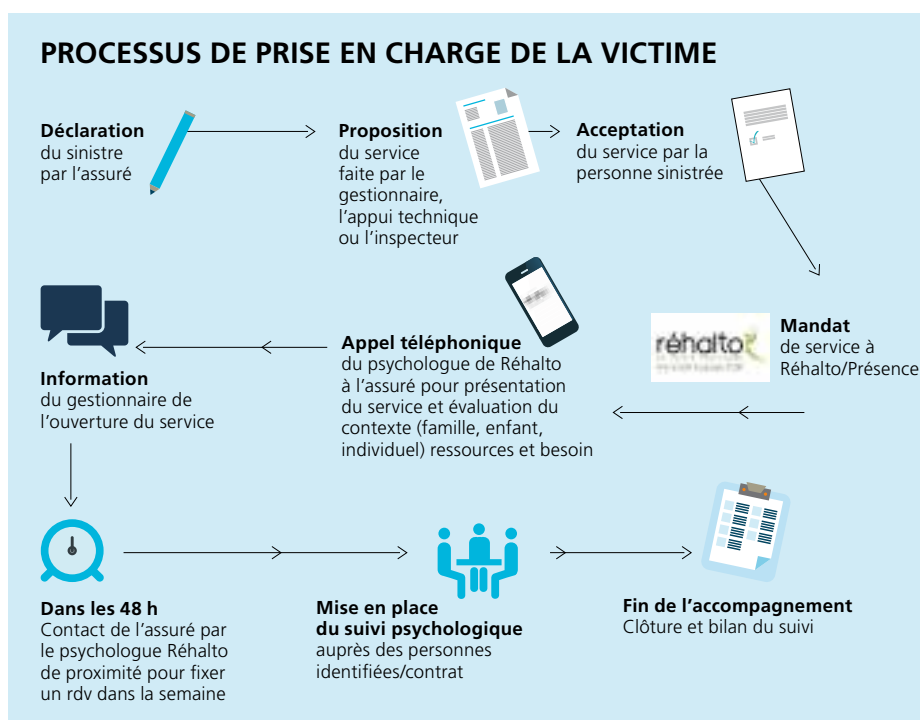 PROCESSUS DE PRISE EN CHARGE DE LA VICTIME
Déclaration
du sinistre
par l'assuré
Proposition
du service
faite par le
gestionnaire,
l'appui technique
ou l'inspecteur
Acceptation
du service par la
personne sinistrée
réhalto
Mandat
de service à
Réhalto/Présence
Appel téléphonique
du psychologue de Réhalto
à l'assuré pour présentation
du service et évaluation du
contexte (famille, enfant,
individuel) ressources et besoin
Information
du gestionnaire de
l'ouverture du service
Dans les 48 h
Contact de l'assuré par
le psychologue Réhalto
de proximité pour fixer
un rdv dans la semaine
Mise en place
du suivi psychologique
auprès des personnes
identifiées/contrat
Fin de l'accompagnement
Clôture et bilan du suivi